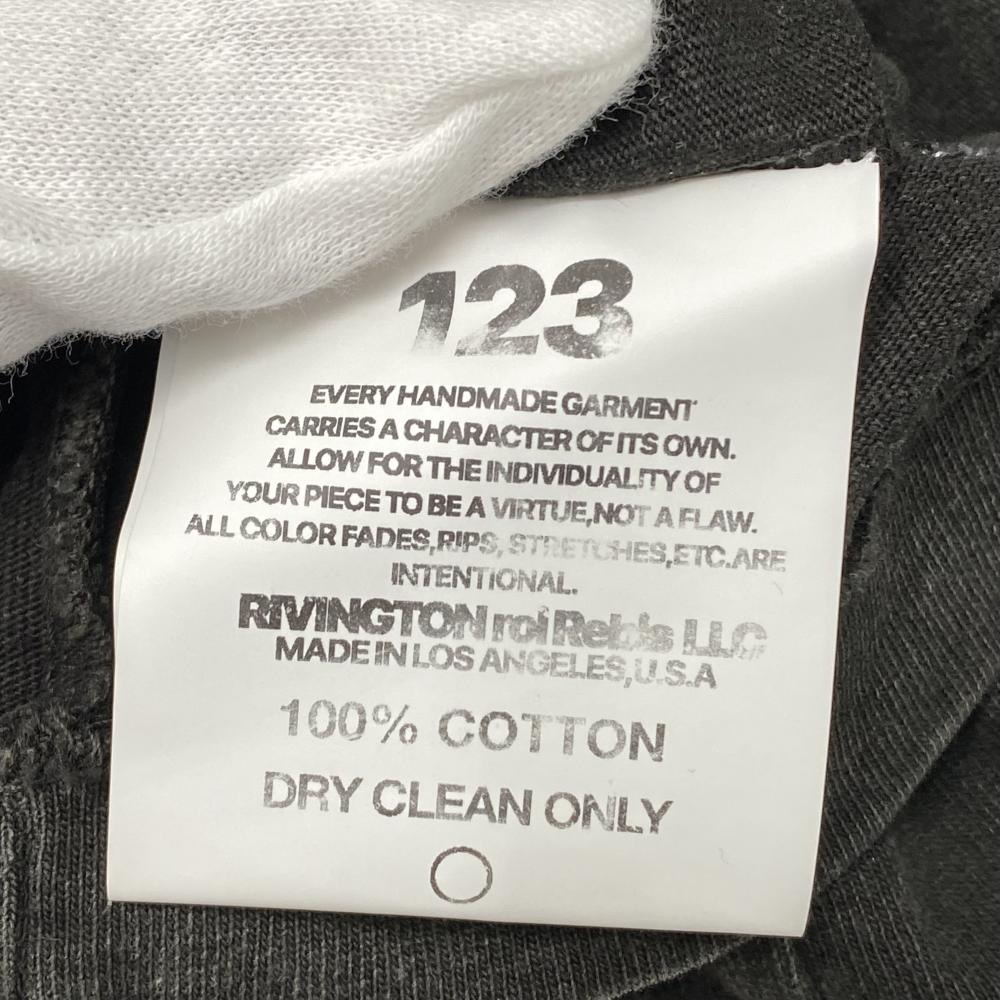 123
EVERY HANDMADE GARMENT
CARRIES A CHARACTER OF ITS OWN.
ALLOW FOR THE INDIVIDUALITY OF
YOUR PIECE TO BE A VIRTUE,NOT A FLAW.
ALL COLOR FADES,RIPS, STRETCHES,ETC.ARE
INTENTIONAL.
RIVINGTON roi Rebis LLC
MADE IN LOS ANGELES,U.S.A
100% COTTON
DRY CLEAN ONLY